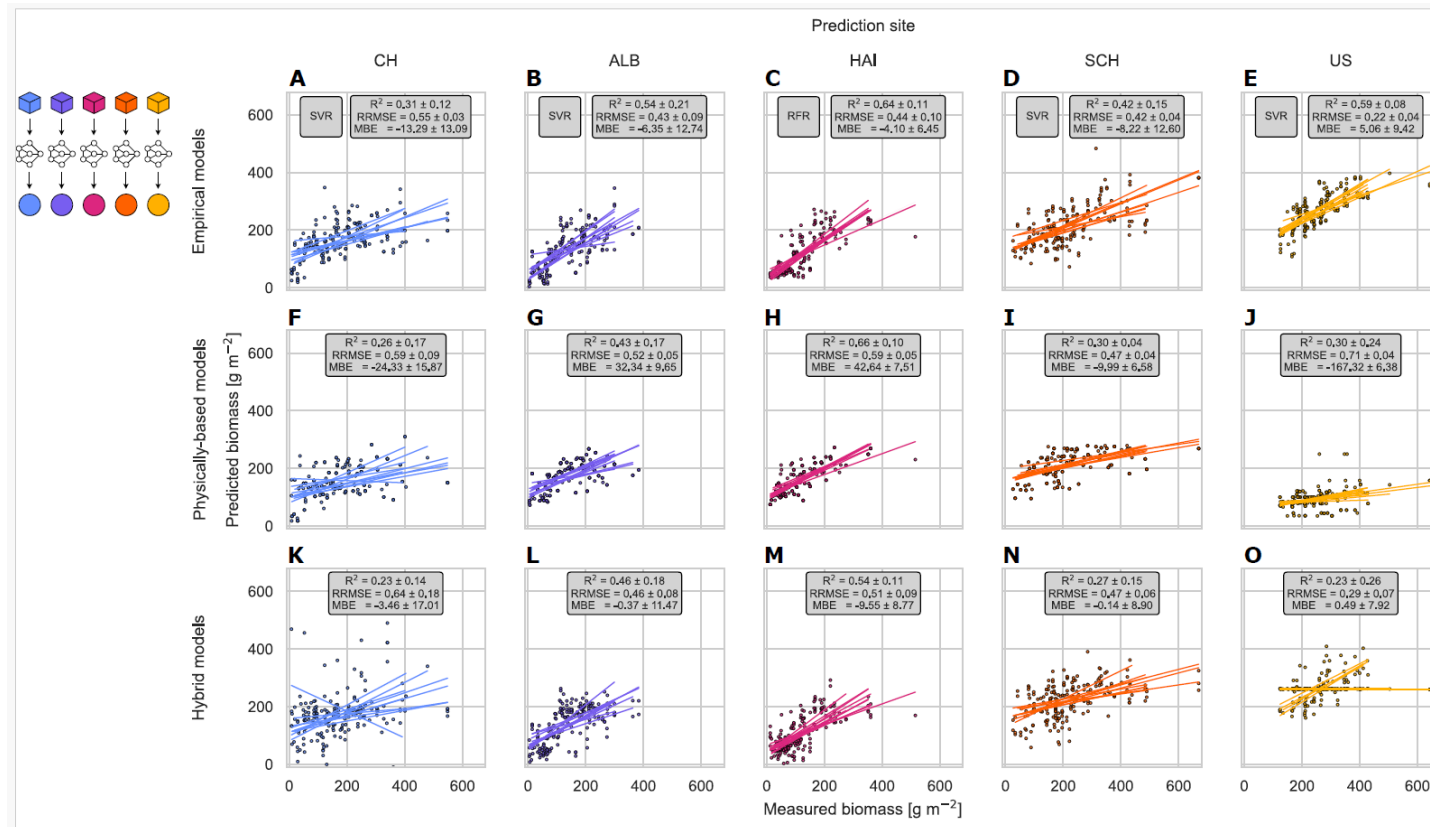 Prediction site
CH
ALB
HAI
SCH
US
Empirical models
A
SVR
R² = 0.31 ± 0.12
RRMSE = 0.55 ± 0.03
MBE = -13.29 ± 13.09
B
SVR
R² = 0.54 ± 0.21
RRMSE = 0.43 ± 0.09
MBE = -6.35 ± 12.74
C
RFR
R² = 0.64 ± 0.11
RRMSE = 0.44 ± 0.10
MBE = -4.10 ± 6.45
D
SVR
R² = 0.42 ± 0.15
RRMSE = 0.42 ± 0.04
MBE = -8.22 ± 12.60
E
SVR
R² = 0.59 ± 0.08
RRMSE = 0.22 ± 0.04
MBE = 5.06 ± 9.42
600
400
200
0
Physically-based models
Predicted biomass [g m⁻²]
F
R² = 0.26 ± 0.17
RRMSE = 0.59 ± 0.09
MBE = -24.33 ± 15.87
G
R² = 0.43 ± 0.17
RRMSE = 0.52 ± 0.05
MBE = 32.34 ± 9.65
H
R² = 0.66 ± 0.10
RRMSE = 0.59 ± 0.05
MBE = 42.64 ± 7.51
I
R² = 0.30 ± 0.04
RRMSE = 0.47 ± 0.04
MBE = -9.99 ± 6.58
J
R² = 0.30 ± 0.24
RRMSE = 0.71 ± 0.04
MBE = -167.32 ± 6.38
600
400
200
0
Hybrid models
K
R² = 0.23 ± 0.14
RRMSE = 0.64 ± 0.18
MBE = -3.46 ± 17.01
L
R² = 0.46 ± 0.18
RRMSE = 0.46 ± 0.08
MBE = -0.37 ± 11.47
M
R² = 0.54 ± 0.11
RRMSE = 0.51 ± 0.09
MBE = -9.55 ± 8.77
N
R² = 0.27 ± 0.15
RRMSE = 0.47 ± 0.06
MBE = -0.14 ± 8.90
O
R² = 0.23 ± 0.26
RRMSE = 0.29 ± 0.07
MBE = 0.49 ± 7.92
600
400
200
0
0 200 400 600
0 200 400 600
0 200 400 600
0 200 400 600
0 200 400 600
Measured biomass [g m⁻²]